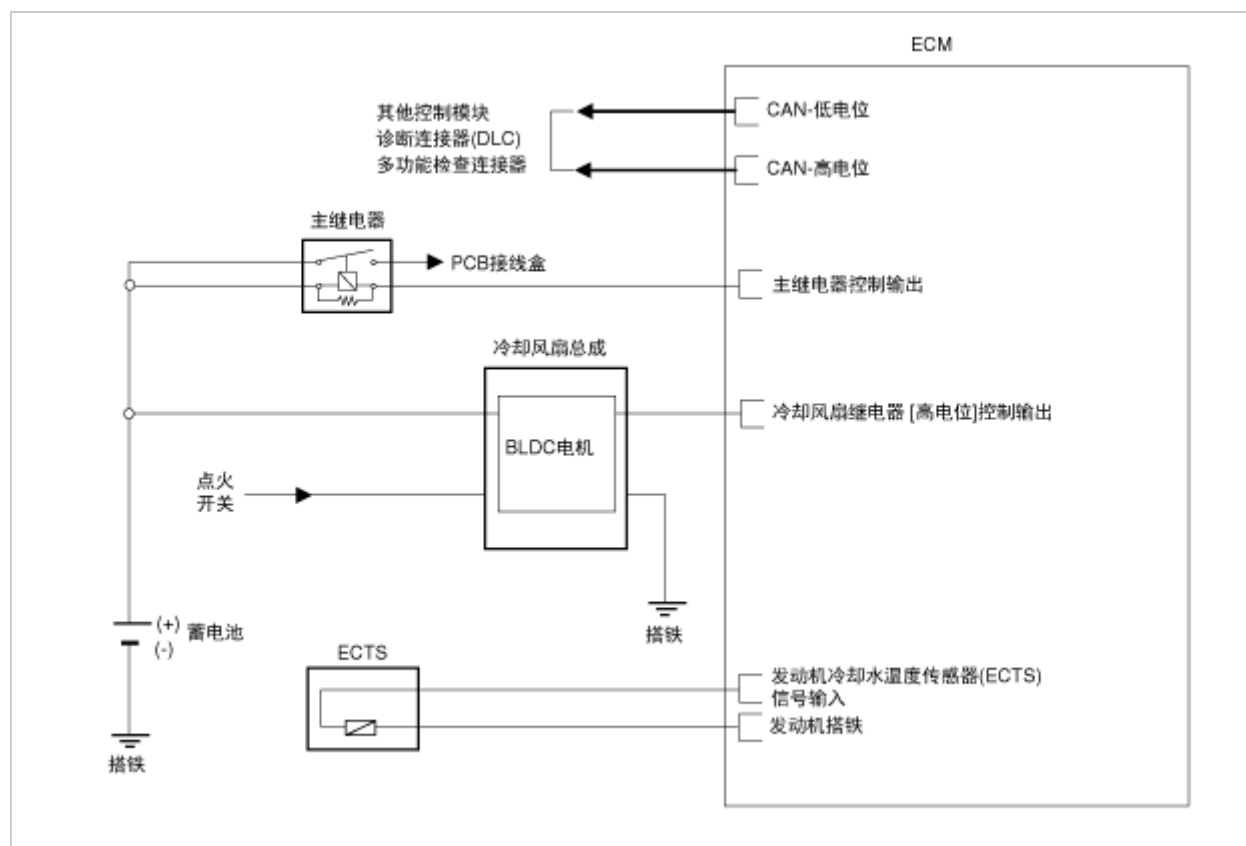 ECM
其他控制模块
诊断连接器(DLC)
多功能检查连接器
CAN-低电位
CAN-高电位
主继电器
PCB接线盒
主继电器控制输出
冷却风扇总成
BLDC电机
冷却风扇继电器 [高电位]控制输出
点火
开关
搭铁
(+)
(-)
蓄电池
搭铁
ECTS
发动机冷却水温度传感器(ECTS)
信号输入
发动机搭铁